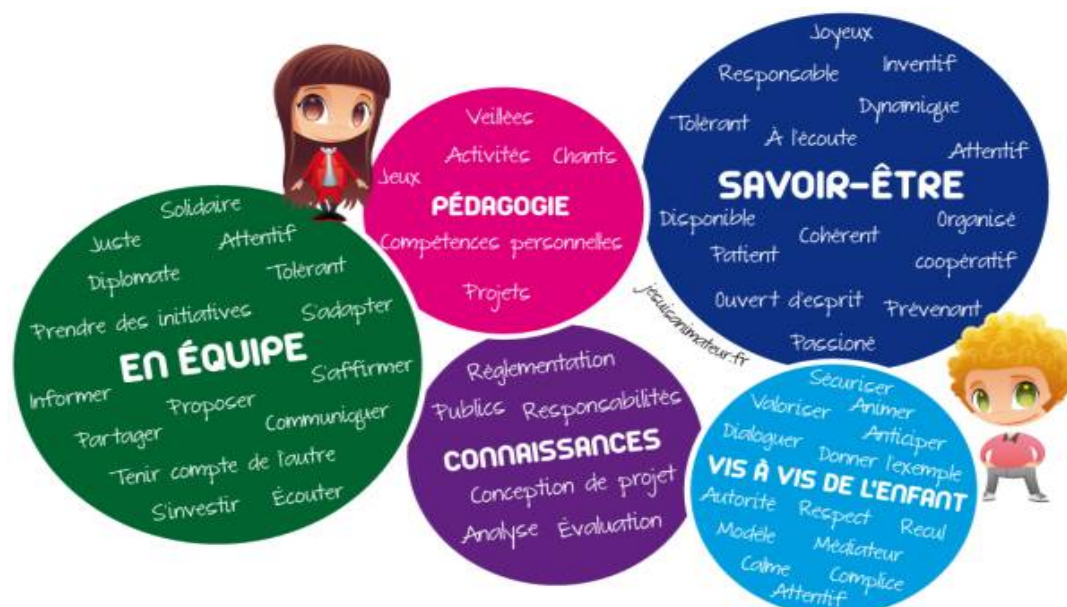 Solidaire
Juste
Attentif
Diplomate
Tolérant
Prendre des initiatives
S'adapter
EN ÉQUIPE
S'affirmer
Informer
Proposer
Communiquer
Partager
Tenir compte de l'autre
S'investir
Écouter
Veillées
Activités
Chants
Jeux
PÉDAGOGIE
Compétences personnelles
Projets
Joyeux
Responsable
Inventif
Dynamique
Tolérant
À l'écoute
Attentif
SAVOIR-ÊTRE
Disponible
Organisé
Cohérent
Patient
coopératif
Ouvert d'esprit
Prévenant
Passioné
jesuisanimateur.fr
Réglementation
Publics
Responsabilités
CONNAISSANCES
Conception de projet
Analyse
Évaluation
Sécuriser
Valoriser
Animer
Anticiper
Dialoguer
Donner l'exemple
VIS À VIS DE L'ENFANT
Autorité
Respect
Recul
Modèle
Médiateur
Calme
Complice
Attentif